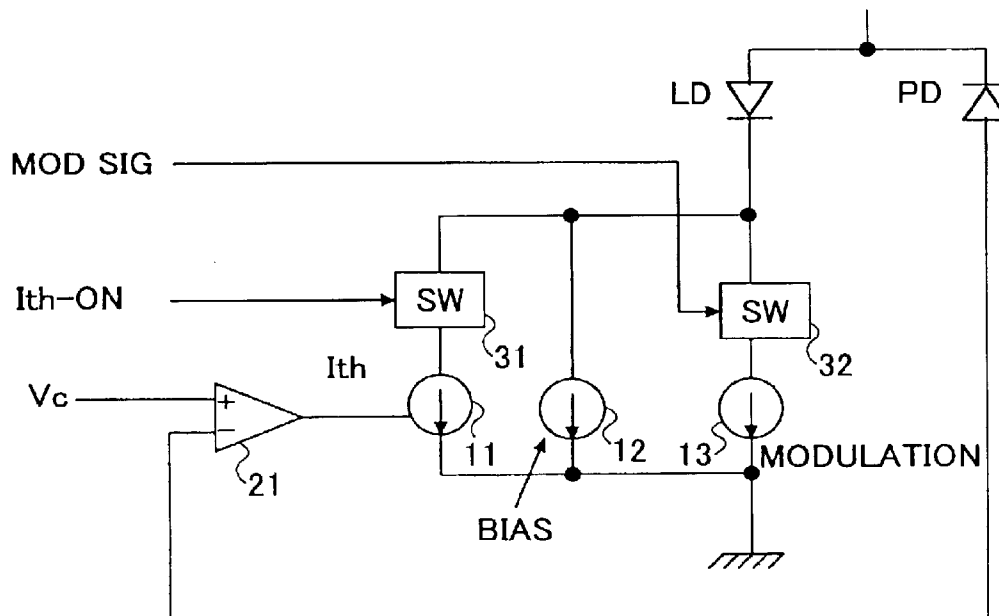 LD
PD
MOD SIG
Ith-ON
SW
31
SW
32
Ith
Vc
+
−
21
11
12
13
MODULATION
BIAS